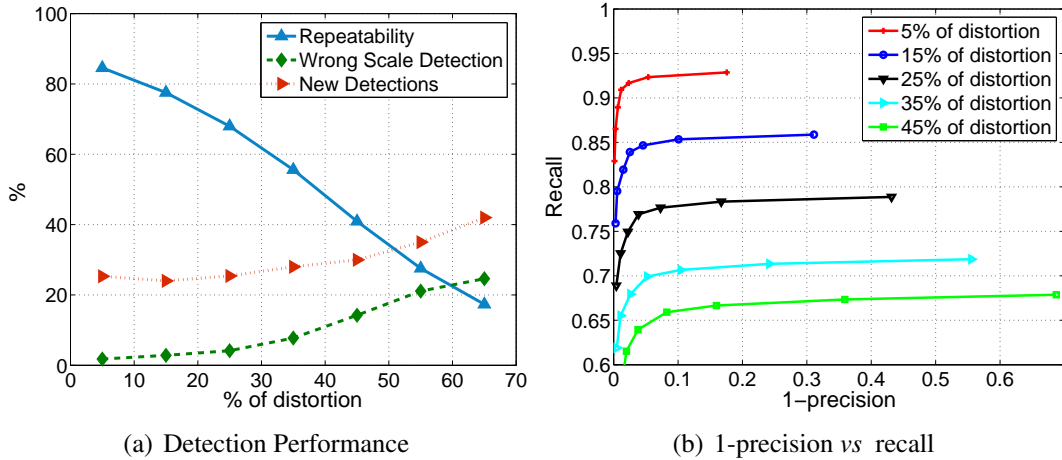 %
100
80
60
40
20
0
0 10 20 30 40 50 60 70
% of distortion
Repeatability
Wrong Scale Detection
New Detections
(a) Detection Performance
Recall
1
0.95
0.9
0.85
0.8
0.75
0.7
0.65
0.6
0 0.1 0.2 0.3 0.4 0.5 0.6
1−precision
5% of distortion
15% of distortion
25% of distortion
35% of distortion
45% of distortion
(b) 1-precision vs recall